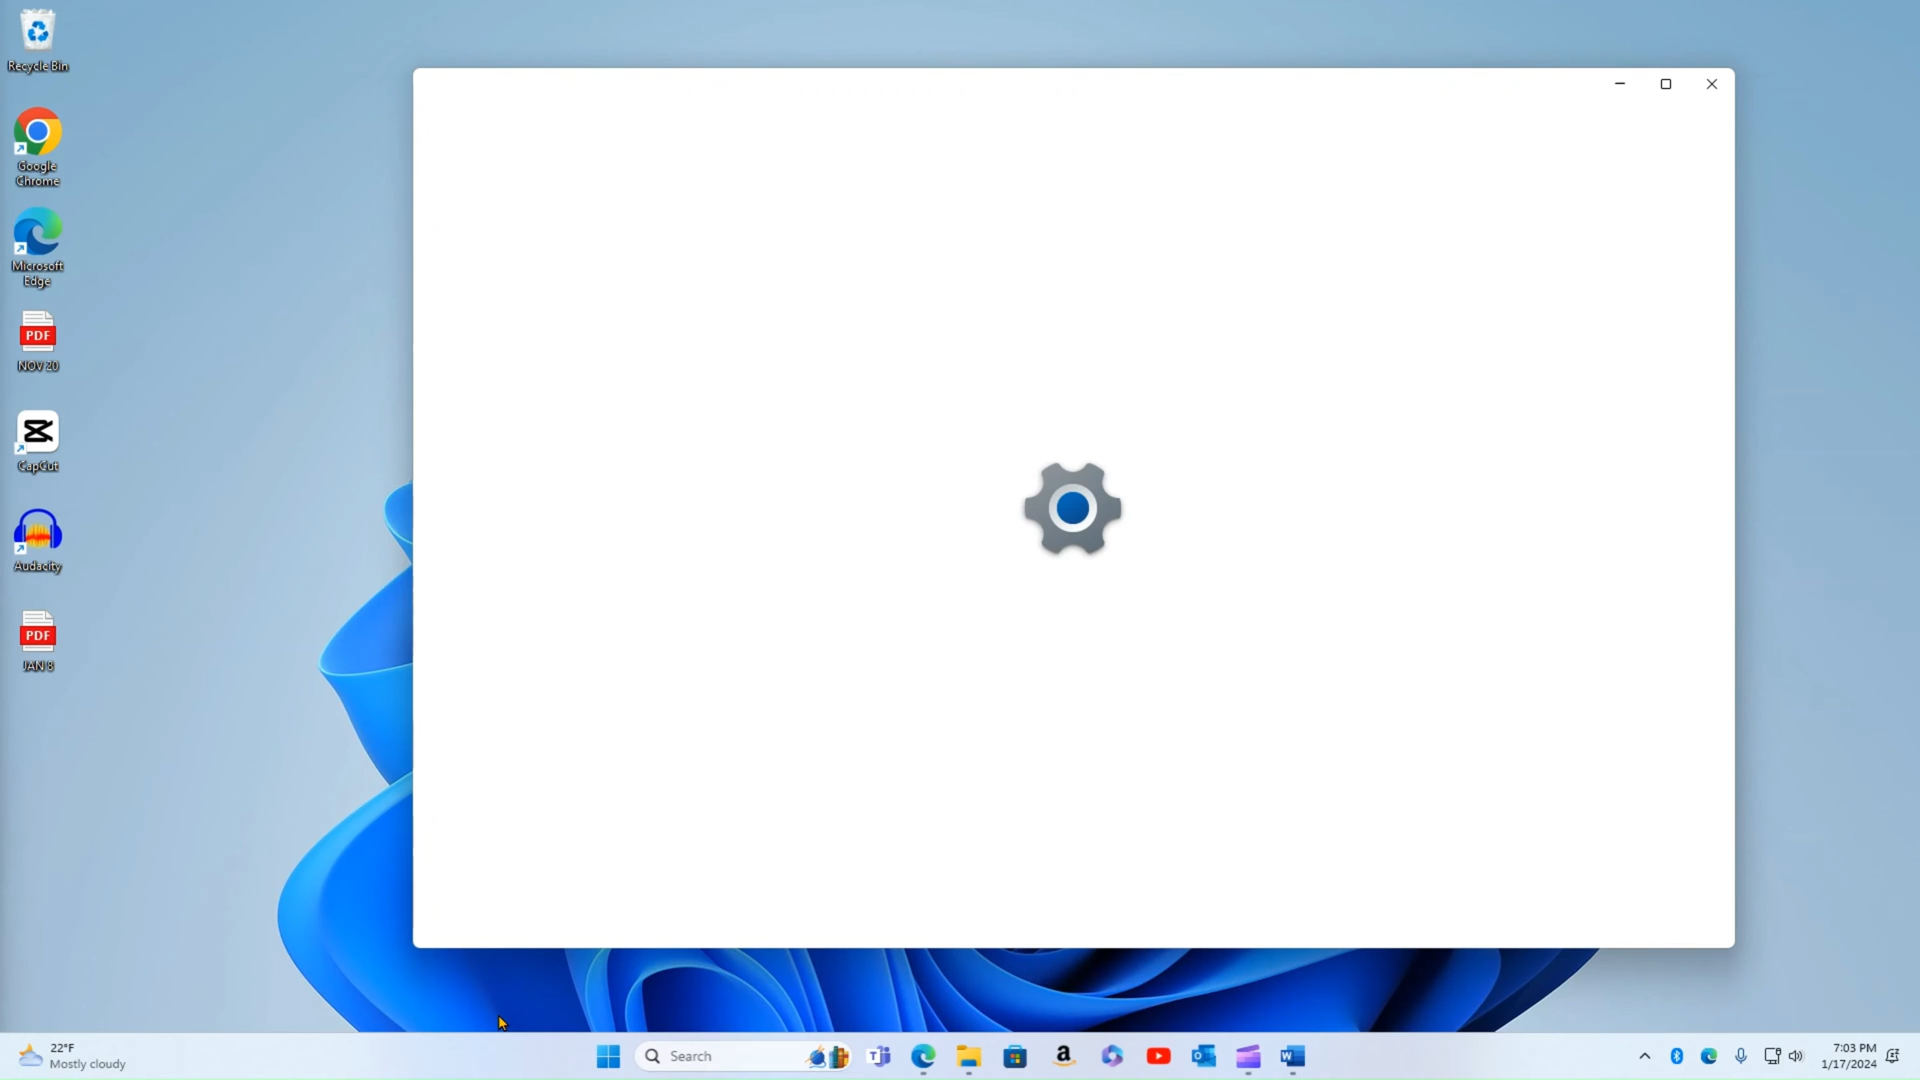 Recycle Bin
Google
Chrome
Microsoft
Edge
PDF
NOV 20
CapCut
Audacity
PDF
JAN 8
22°F
Mostly cloudy
Search
7:03 PM
1/17/2024